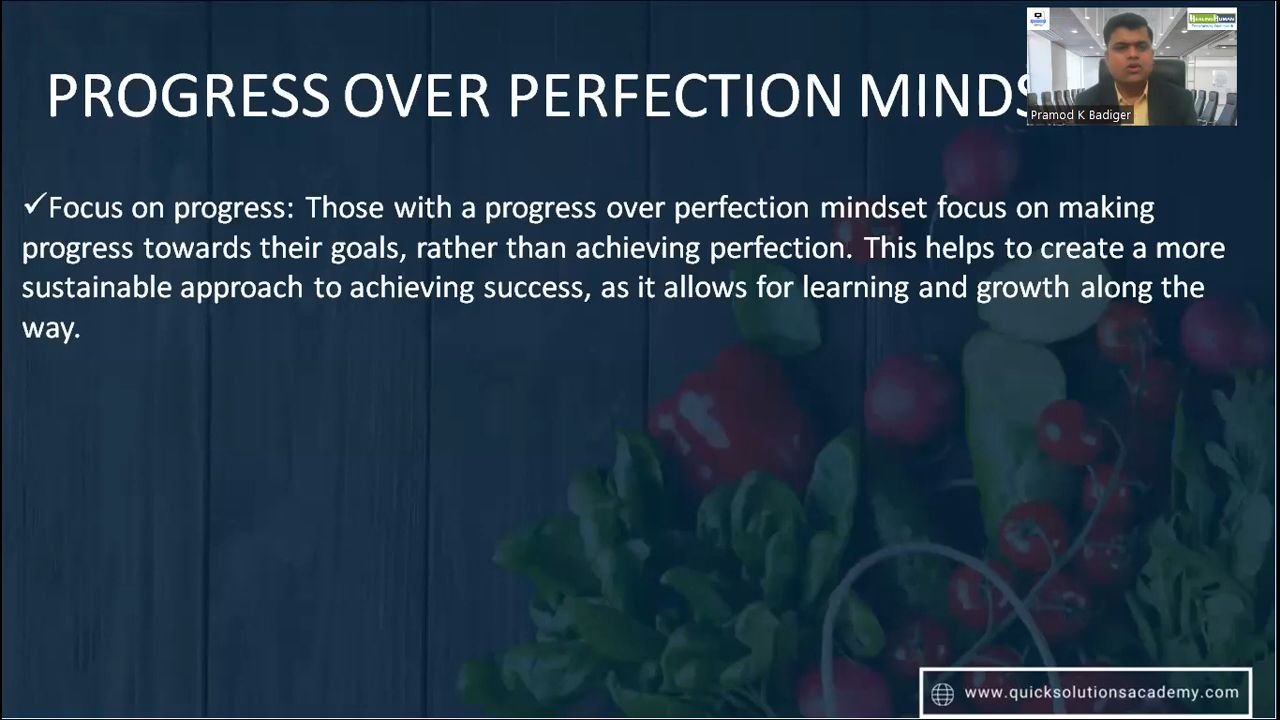 PROGRESS OVER PERFECTION MINDS
Pramod K Badiger
✓Focus on progress: Those with a progress over perfection mindset focus on making
progress towards their goals, rather than achieving perfection. This helps to create a more
sustainable approach to achieving success, as it allows for learning and growth along the
way.
www.quicksolutionsacademy.com